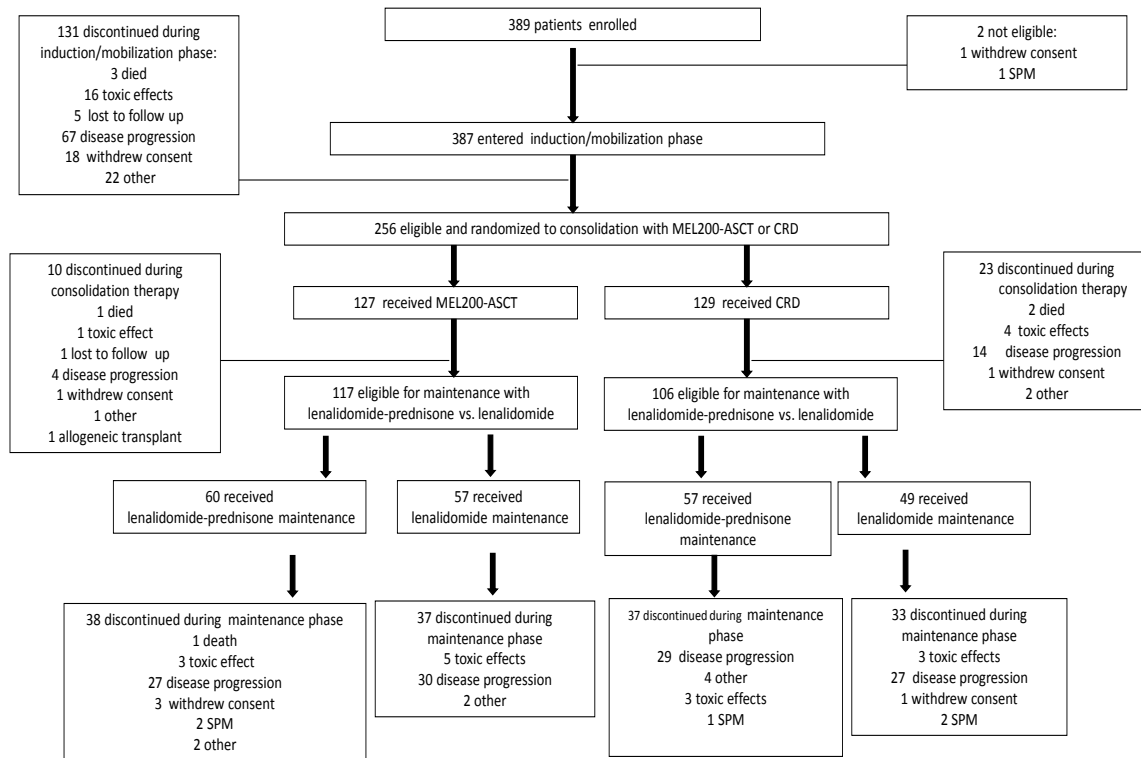 389 patients enrolled
2 not eligible:
1 withdrew consent
1 SPM
131 discontinued during
induction/mobilization phase:
3 died
16 toxic effects
5 lost to follow up
67 disease progression
18 withdrew consent
22 other
387 entered induction/mobilization phase
256 eligible and randomized to consolidation with MEL200-ASCT or CRD
10 discontinued during
consolidation therapy
1 died
1 toxic effect
1 lost to follow up
4 disease progression
1 withdrew consent
1 other
1 allogeneic transplant
127 received MEL200-ASCT
129 received CRD
23 discontinued during
consolidation therapy
2 died
4 toxic effects
14 disease progression
1 withdrew consent
2 other
117 eligible for maintenance with
lenalidomide-prednisone vs. lenalidomide
106 eligible for maintenance with
lenalidomide-prednisone vs. lenalidomide
60 received
lenalidomide-prednisone maintenance
57 received
lenalidomide maintenance
57 received
lenalidomide-prednisone
maintenance
49 received
lenalidomide maintenance
38 discontinued during maintenance phase
1 death
3 toxic effect
27 disease progression
3 withdrew consent
2 SPM
2 other
37 discontinued during
maintenance phase
5 toxic effects
30 disease progression
2 other
37 discontinued during maintenance
phase
29 disease progression
4 other
3 toxic effects
1 SPM
33 discontinued during
maintenance phase
3 toxic effects
27 disease progression
1 withdrew consent
2 SPM